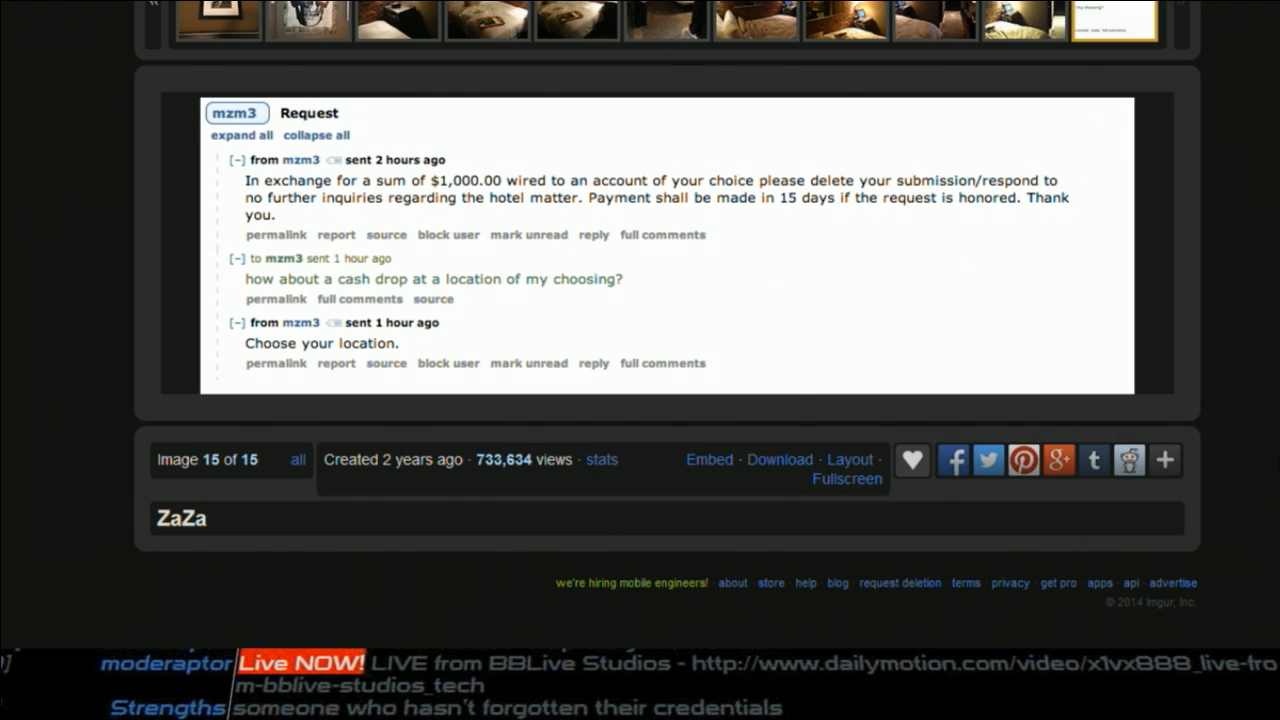 mzm3 Request
expand all collapse all
[-] from mzm3 sent 2 hours ago
In exchange for a sum of $1,000.00 wired to an account of your choice please delete your submission/respond to
no further inquiries regarding the hotel matter. Payment shall be made in 15 days if the request is honored. Thank
you.
permalink report source block user mark unread reply full comments
[-] to mzm3 sent 1 hour ago
how about a cash drop at a location of my choosing?
permalink full comments source
[-] from mzm3 sent 1 hour ago
Choose your location.
permalink report source block user mark unread reply full comments
Image 15 of 15 all Created 2 years ago · 733,634 views · stats Embed · Download · Layout ·
Fullscreen
ZaZa
we're hiring mobile engineers! about store help blog request deletion terms privacy get pro apps api advertise
© 2014 Imgur, Inc.
moderaptor Live NOW! LIVE from BBLive Studios - http://www.dailymotion.com/video/x1vx888_live-fro
m-bblive-studios_tech
Strengths someone who hasn't forgotten their credentials